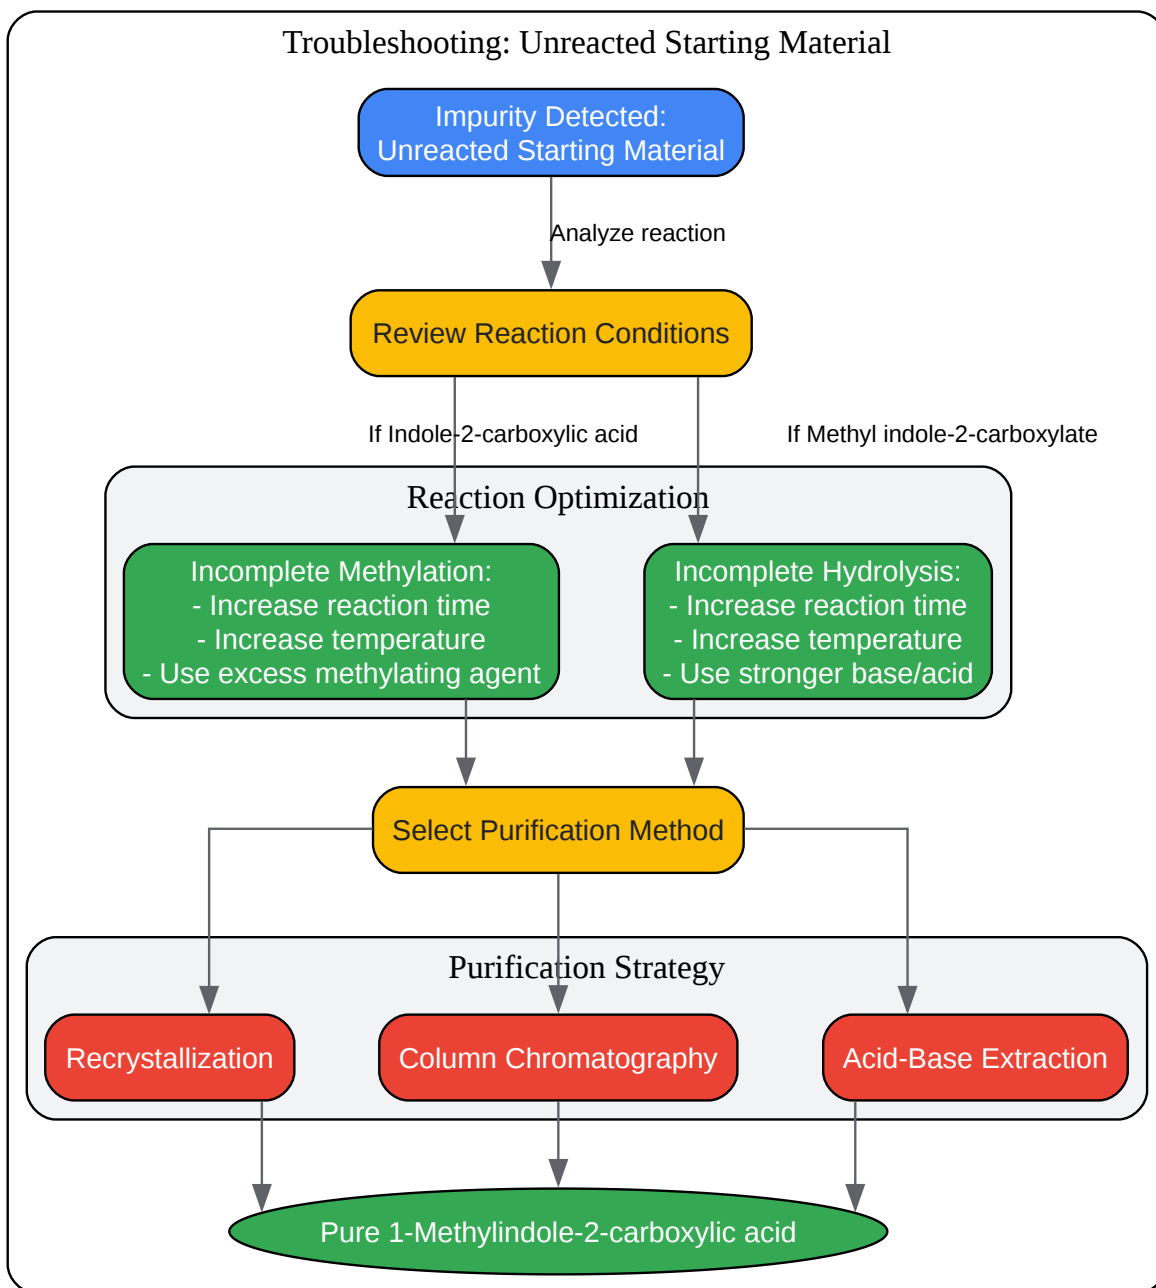 Troubleshooting: Unreacted Starting Material
Impurity Detected:
Unreacted Starting Material
Analyze reaction
Review Reaction Conditions
If Indole-2-carboxylic acid
If Methyl indole-2-carboxylate
Reaction Optimization
Incomplete Methylation:
- Increase reaction time
- Increase temperature
- Use excess methylating agent
Incomplete Hydrolysis:
- Increase reaction time
- Increase temperature
- Use stronger base/acid
Select Purification Method
Purification Strategy
Recrystallization
Column Chromatography
Acid-Base Extraction
Pure 1-Methylindole-2-carboxylic acid